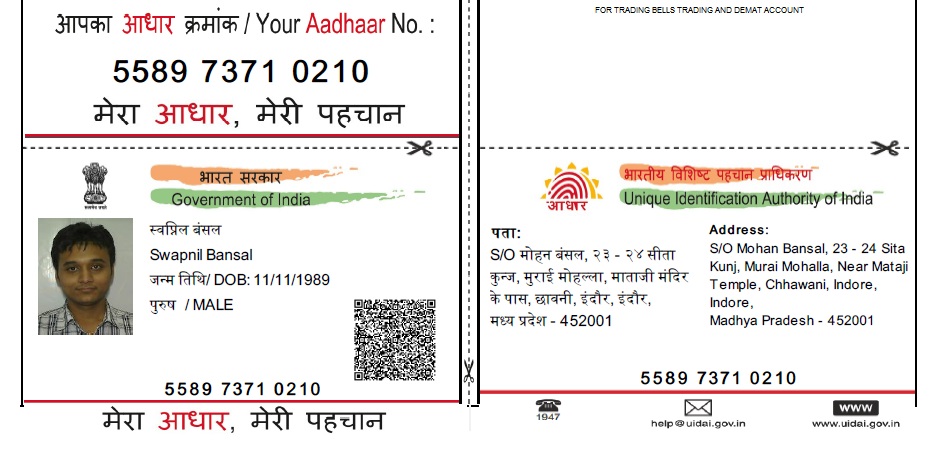 आपका आधार क्रमांक / Your Aadhaar No. :
5589 7371 0210
मेरा आधार, मेरी पहचान
FOR TRADING BELLS TRADING AND DEMAT ACCOUNT
भारत सरकार
Government of India
स्वप्निल बंसल
Swapnil Bansal
जन्म तिथि/ DOB: 11/11/1989
पुरुष / MALE
5589 7371 0210
मेरा आधार, मेरी पहचान
आधार
भारतीय विशिष्ट पहचान प्राधिकरण
Unique Identification Authority of India
पता:
S/O मोहन बंसल, २३ - २४ सीता
कुन्ज, मुराई मोहल्ला, माताजी मंदिर
के पास, छावनी, इंदौर, इंदौर,
मध्य प्रदेश - 452001
Address:
S/O Mohan Bansal, 23 - 24 Sita
Kunj, Murai Mohalla, Near Mataji
Temple, Chhawani, Indore,
Indore,
Madhya Pradesh - 452001
5589 7371 0210
1947
help@uidai.gov.in
www
www.uidai.gov.in